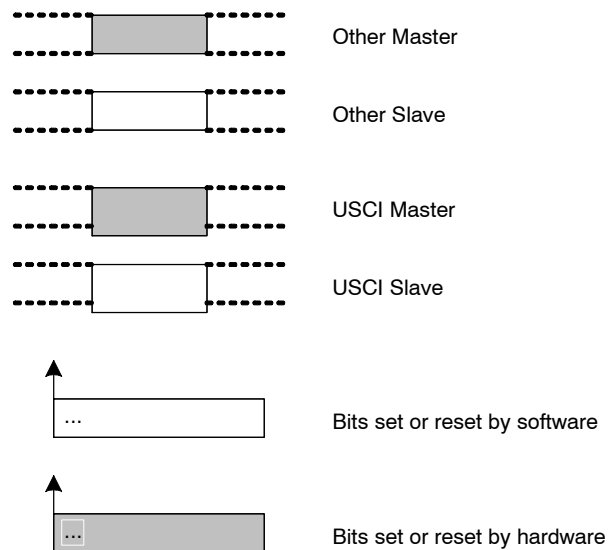 Other Master
Other Slave
USCI Master
USCI Slave
...
Bits set or reset by software
...
Bits set or reset by hardware